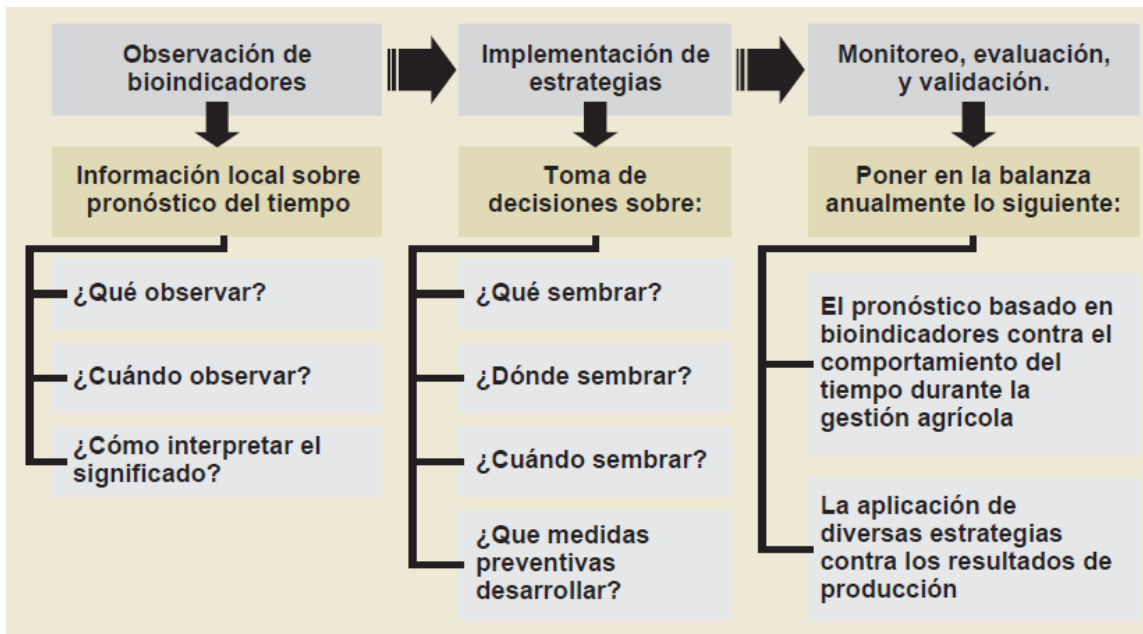 Observación de
bioindicadores
Información local sobre
pronóstico del tiempo
¿Qué observar?
¿Cuándo observar?
¿Cómo interpretar el
significado?
Implementación de
estrategias
Toma de
decisiones sobre:
¿Qué sembrar?
¿Dónde sembrar?
¿Cuándo sembrar?
¿Que medidas
preventivas
desarrollar?
Monitoreo, evaluación,
y validación.
Poner en la balanza
anualmente lo siguiente:
El pronóstico basado en
bioindicadores contra el
comportamiento del
tiempo durante la
gestión agrícola
La aplicación de
diversas estrategias
contra los resultados de
producción